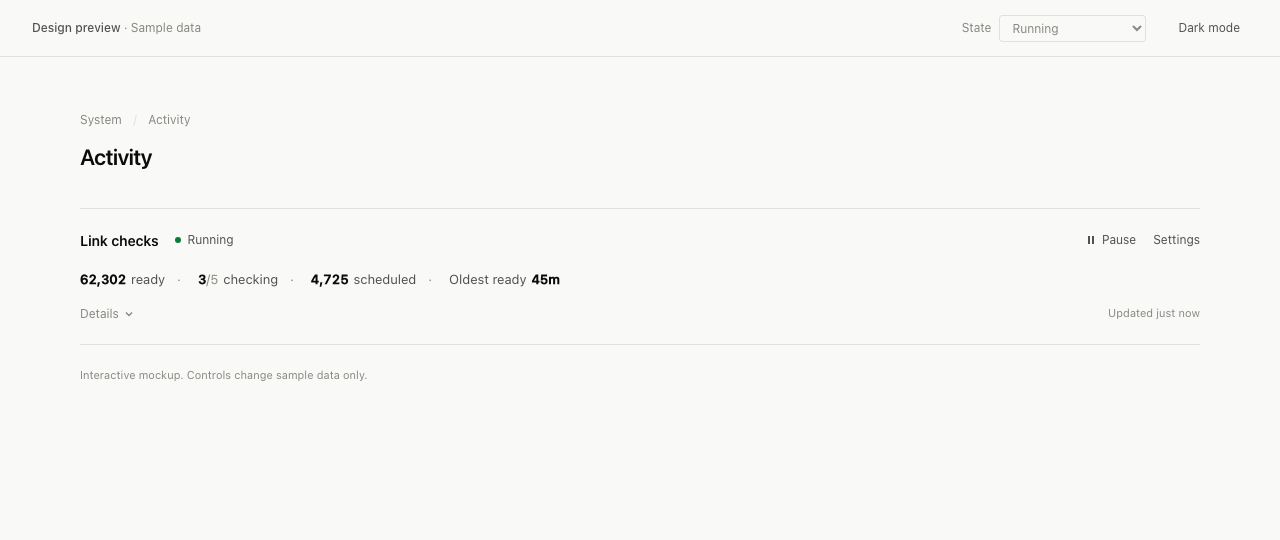 Design preview · Sample data
State Running Dark mode
System / Activity
Activity
Link checks Running Pause Settings
62,302 ready · 3/5 checking · 4,725 scheduled · Oldest ready 45m
Details Updated just now
Interactive mockup. Controls change sample data only.